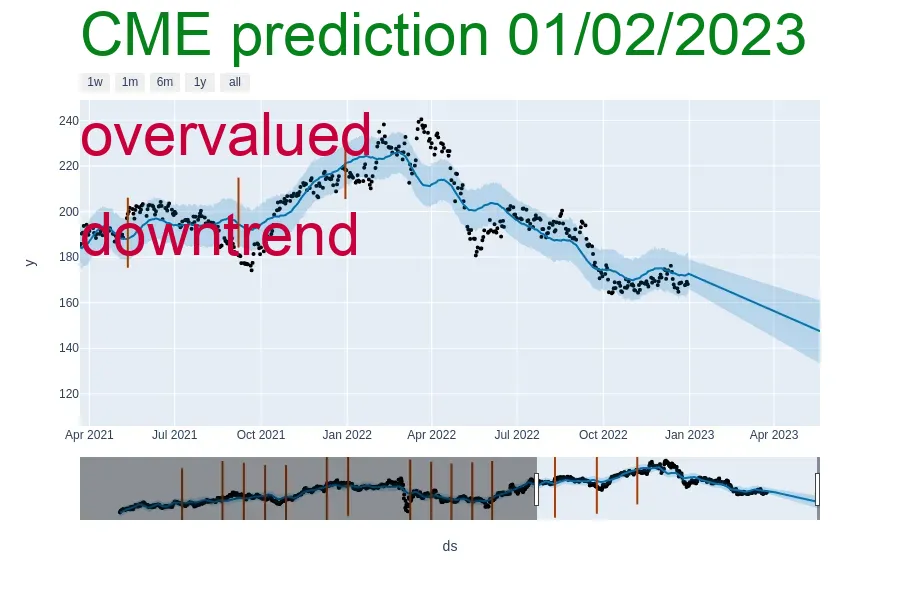 CME prediction 01/02/2023
1w 1m 6m 1y all
overvalued
downtrend
240
220
200
180
160
140
120
y
Apr 2021 Jul 2021 Oct 2021 Jan 2022 Apr 2022 Jul 2022 Oct 2022 Jan 2023 Apr 2023
ds